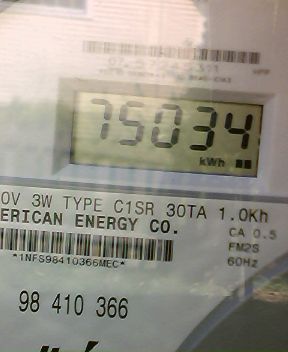 75034
kWh
0V 3W TYPE C1SR 30TA 1.0Kh
ERICAN ENERGY CO.
CA 0.5
FM2S
60Hz
*1NFS98410366MEC*
98 410 366